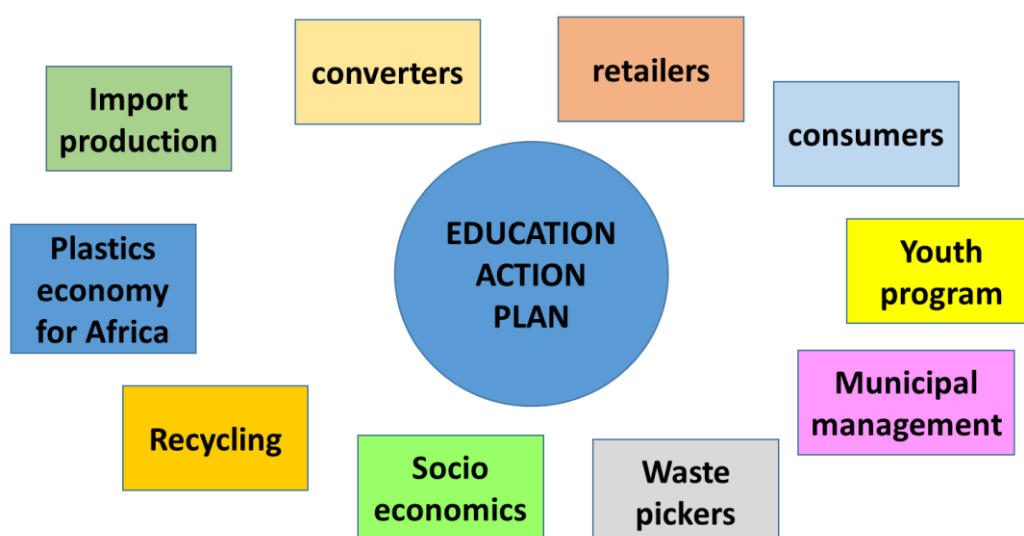 converters
retailers
Import
production
consumers
EDUCATION
ACTION
PLAN
Youth
program
Plastics
economy
for Africa
Municipal
management
Recycling
Socio
economics
Waste
pickers